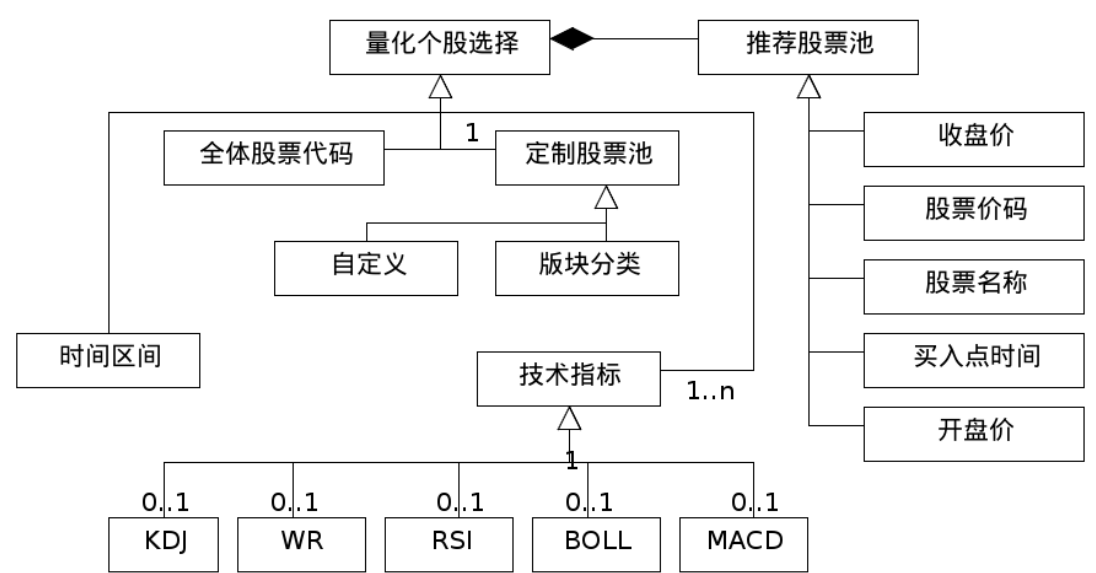 量化个股选择
推荐股票池
1
全体股票代码
定制股票池
收盘价
股票价码
自定义
版块分类
股票名称
时间区间
买入点时间
技术指标
1..n
开盘价
1
0..1
0..1
0..1
0..1
0..1
KDJ
WR
RSI
BOLL
MACD